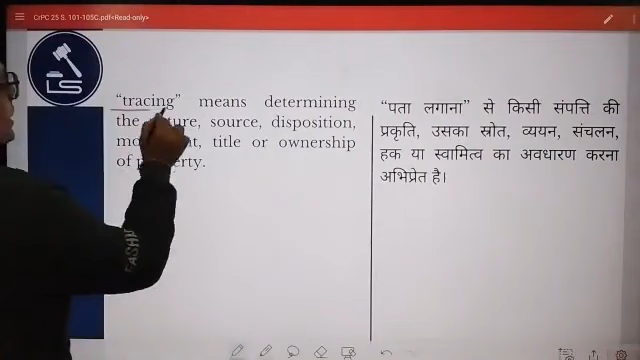 CrPC 25 S. 101-105C.pdf<Read-only>
LS
“tracing” means determining
the source, disposition,
title or ownership
of
“पता लगाना” से किसी संपत्ति की
प्रकृति, उसका स्रोत, व्ययन, संचलन,
हक या स्वामित्व का अवधारण करना
अभिप्रेत है।